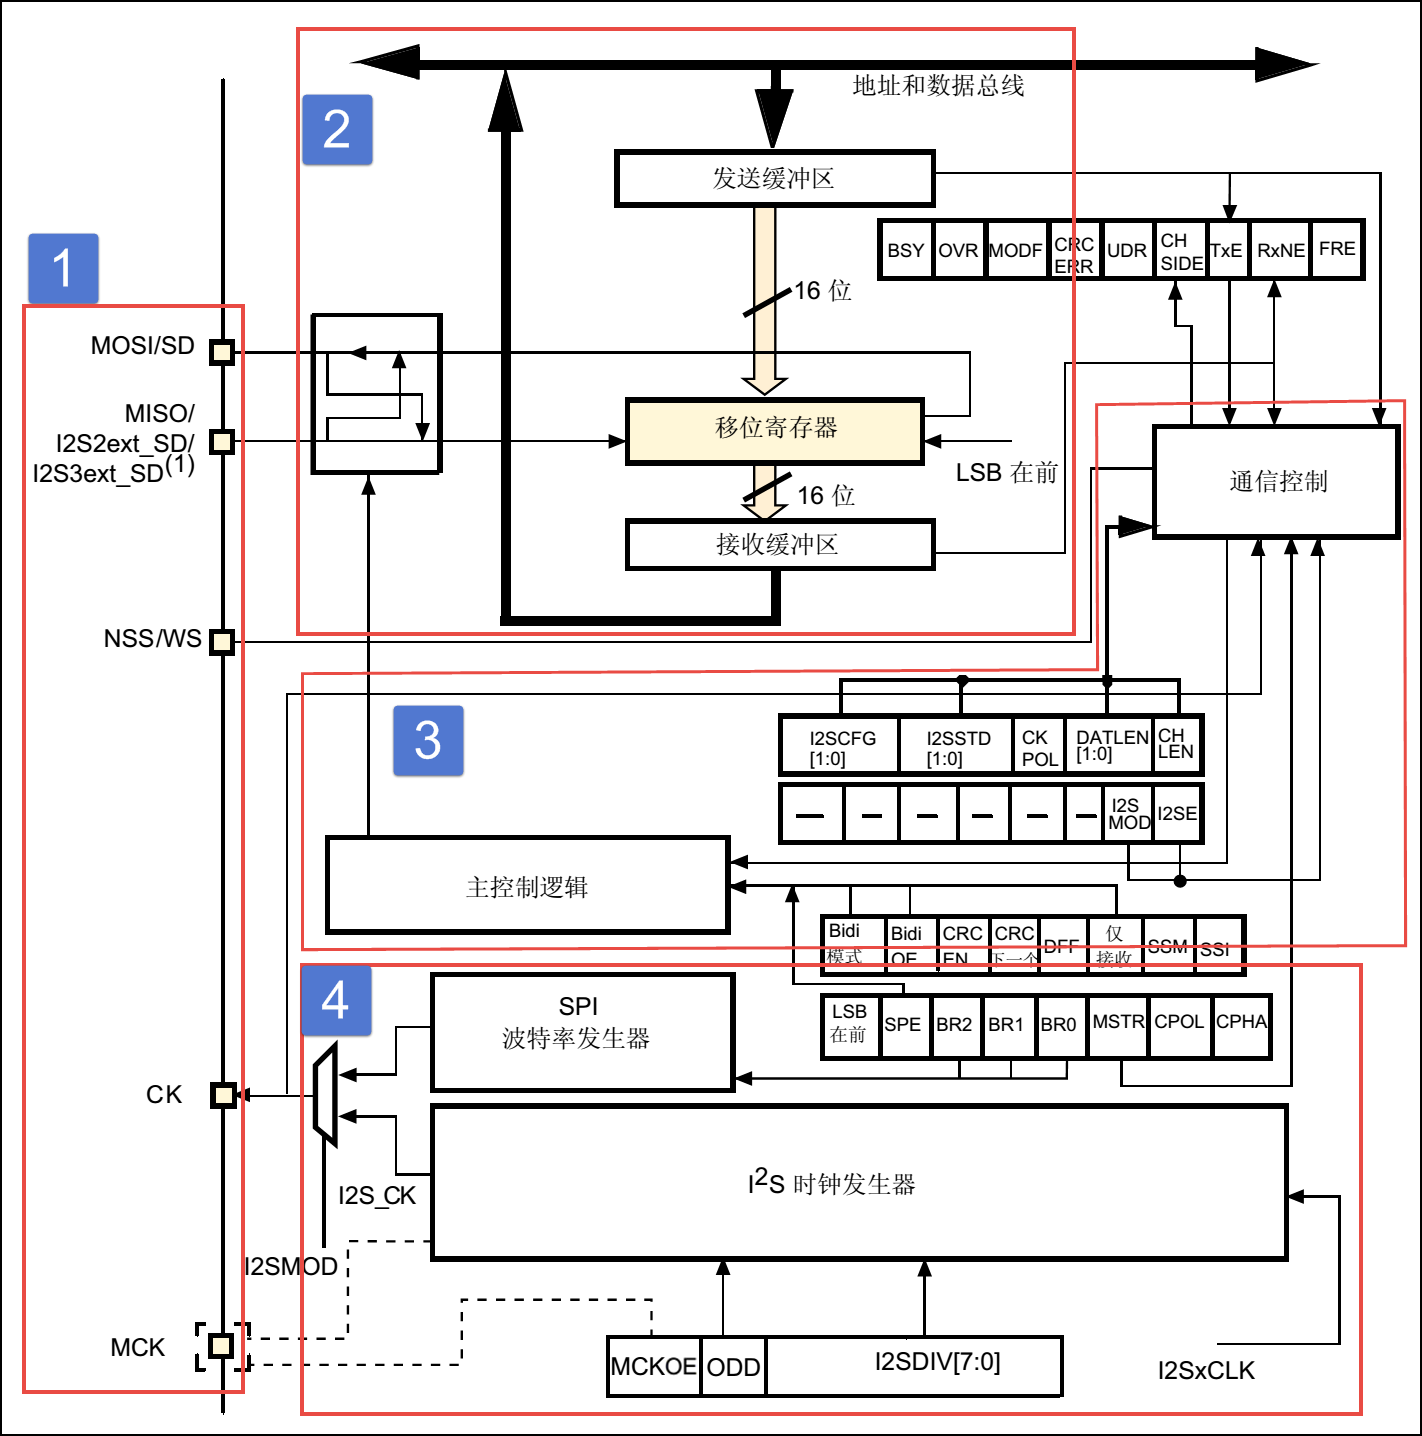 地址和数据总线
2
发送缓冲区
1
BSY
OVR
MODF
CRC
ERR
UDR
CH
SIDE
TxE
RxNE
FRE
16 位
MOSI/SD
MISO/
I2S2ext_SD/
I2S3ext_SD(1)
移位寄存器
LSB 在前
16 位
通信控制
接收缓冲区
NSS/WS
3
I2SCFG
[1:0]
I2SSTD
[1:0]
CK
POL
DATLEN
[1:0]
CH
LEN
I2S
MOD
I2SE
主控制逻辑
Bidi
模式
Bidi
OE
CRC
EN
CRC
下一个
DFF
仅
接收
SSM
SSI
4
SPI
波特率发生器
LSB
在前
SPE
BR2
BR1
BR0
MSTR
CPOL
CPHA
CK
I2S 时钟发生器
I2S_CK
I2SMOD
MCK
MCKOE
ODD
I2SDIV[7:0]
I2SxCLK